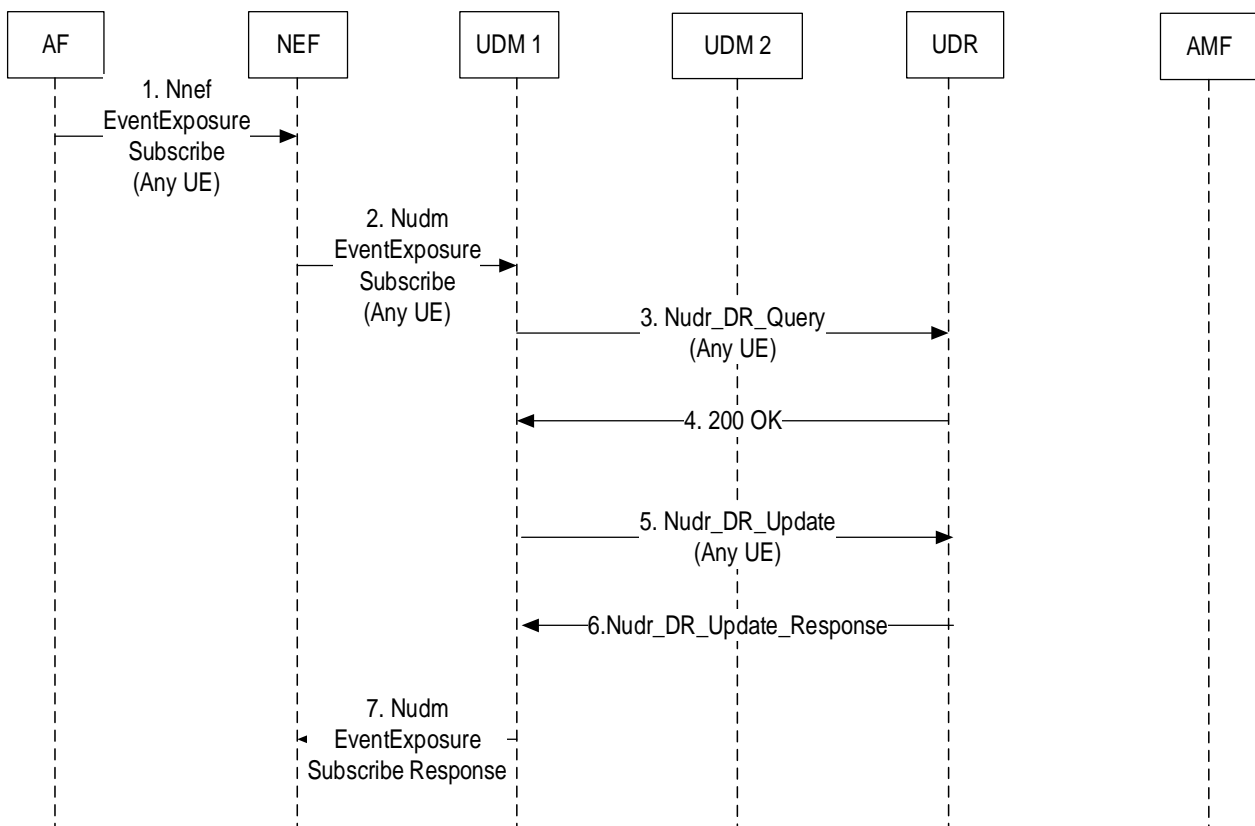 AF
NEF
UDM 1
UDM 2
UDR
AMF
1. Nnef
EventExposure
Subscribe
(Any UE)
2. Nudm
EventExposure
Subscribe
(Any UE)
3. Nudr_DR_Query
(Any UE)
4. 200 OK
5. Nudr_DR_Update
(Any UE)
6.Nudr_DR_Update_Response
7. Nudm
EventExposure
Subscribe Response